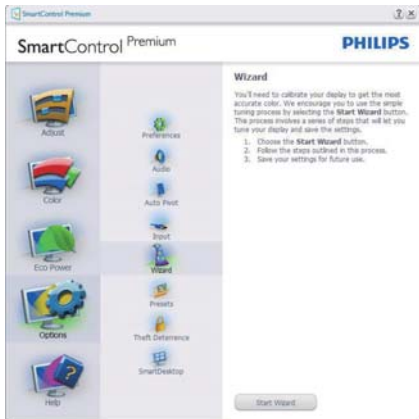 SmartControl Premium
SmartControl Premium
PHILIPS
Adjust
Color
Eco Power
Options
Help
Preferences
Audio
Auto Pivot
Input
Wizard
Presets
Theft Deterrence
SmartDesktop
Wizard
You'll need to calibrate your display to get the most
accurate color. We encourage you to use the simple
tuning process by selecting the Start Wizard button.
This process involves a series of steps that will let you
tune your display and save the settings.
1. Choose the Start Wizard button.
2. Follow the steps outlined in this process.
3. Save your settings for future use.
Start Wizard